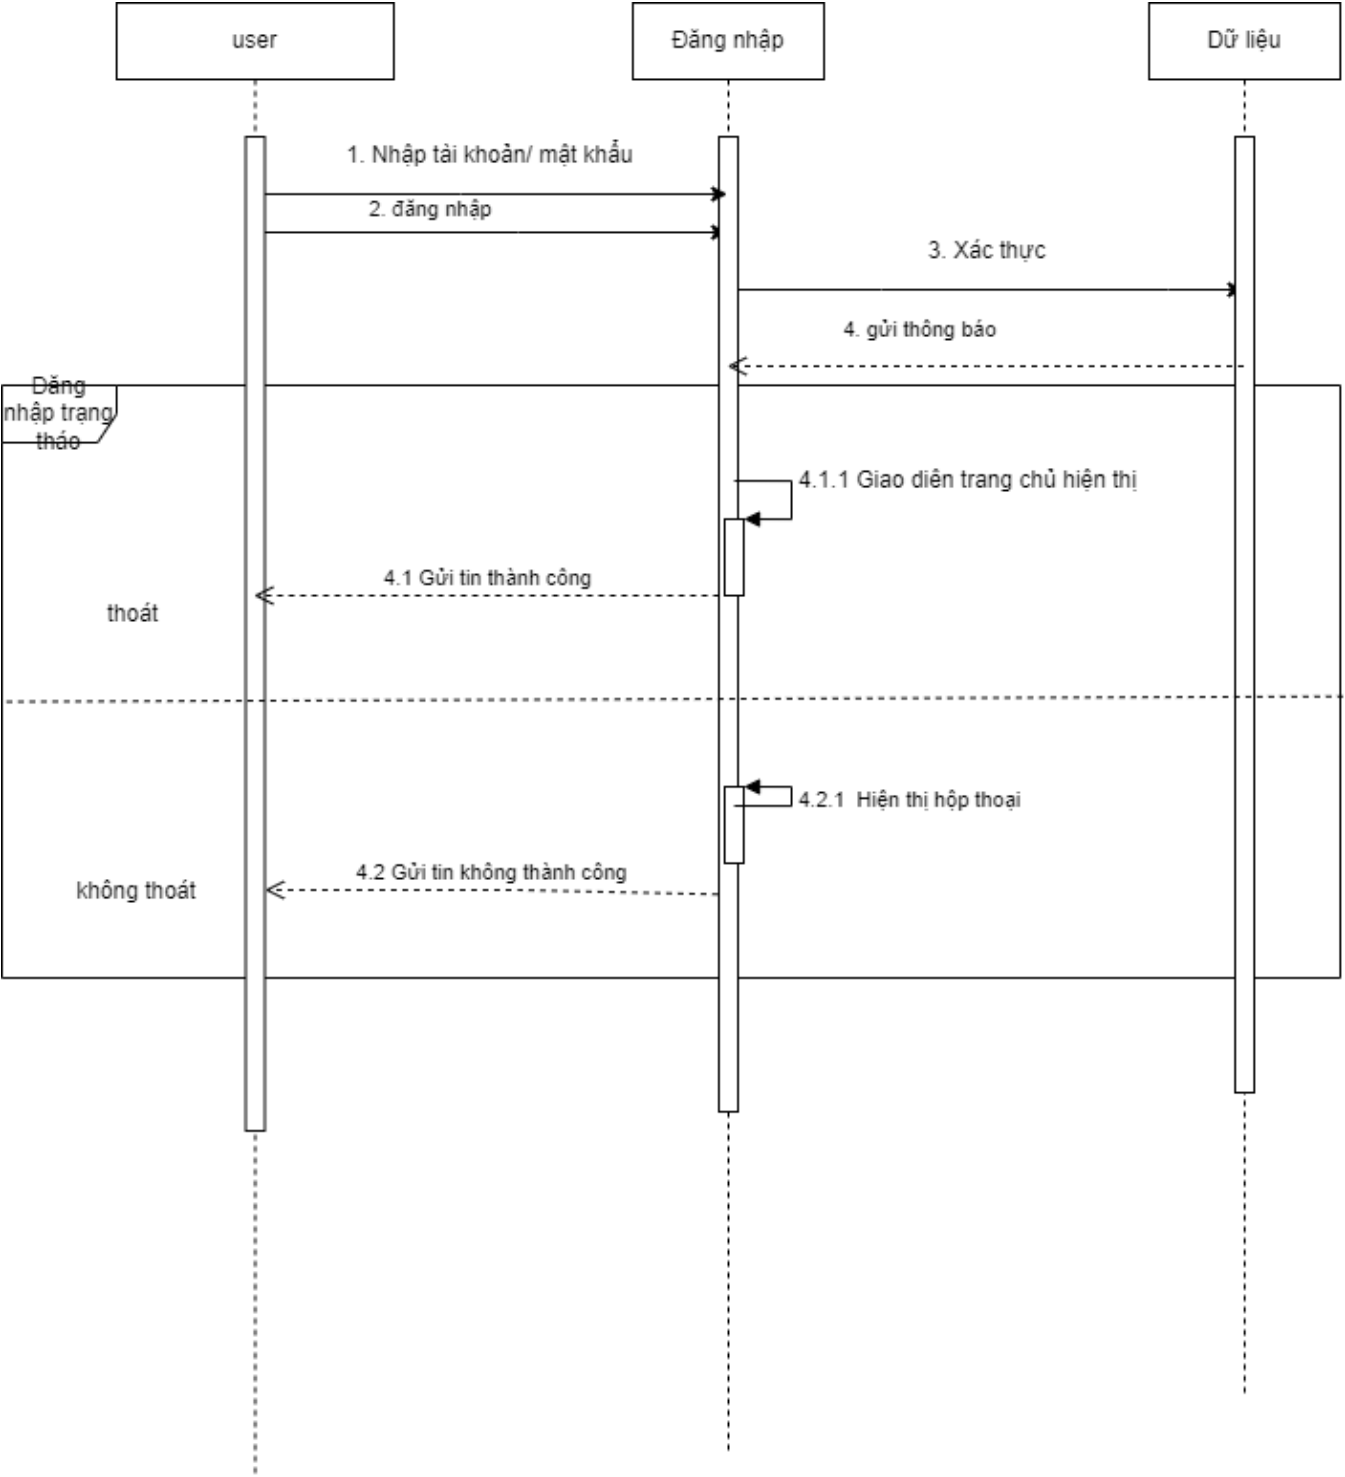 user
Đăng nhập
Dữ liệu
1. Nhập tài khoản/ mật khẩu
2. đăng nhập
3. Xác thực
4. gửi thông báo
Đăng
nhập trạng
tháo
4.1.1 Giao diên trang chủ hiện thị
4.1 Gửi tin thành công
thoát
4.2.1 Hiện thị hộp thoại
4.2 Gửi tin không thành công
không thoát